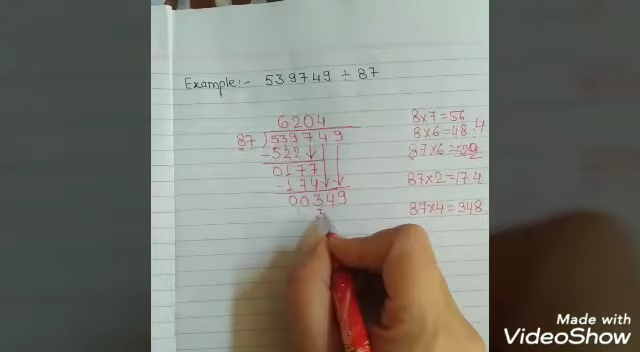 Example:- 539749 ÷ 87
6204
87 ) 539749
-522
0177
-174
00349
3
8x7=56
8x6=48
87x6=522
87x2=174
87x4=348
Made with
VideoShow